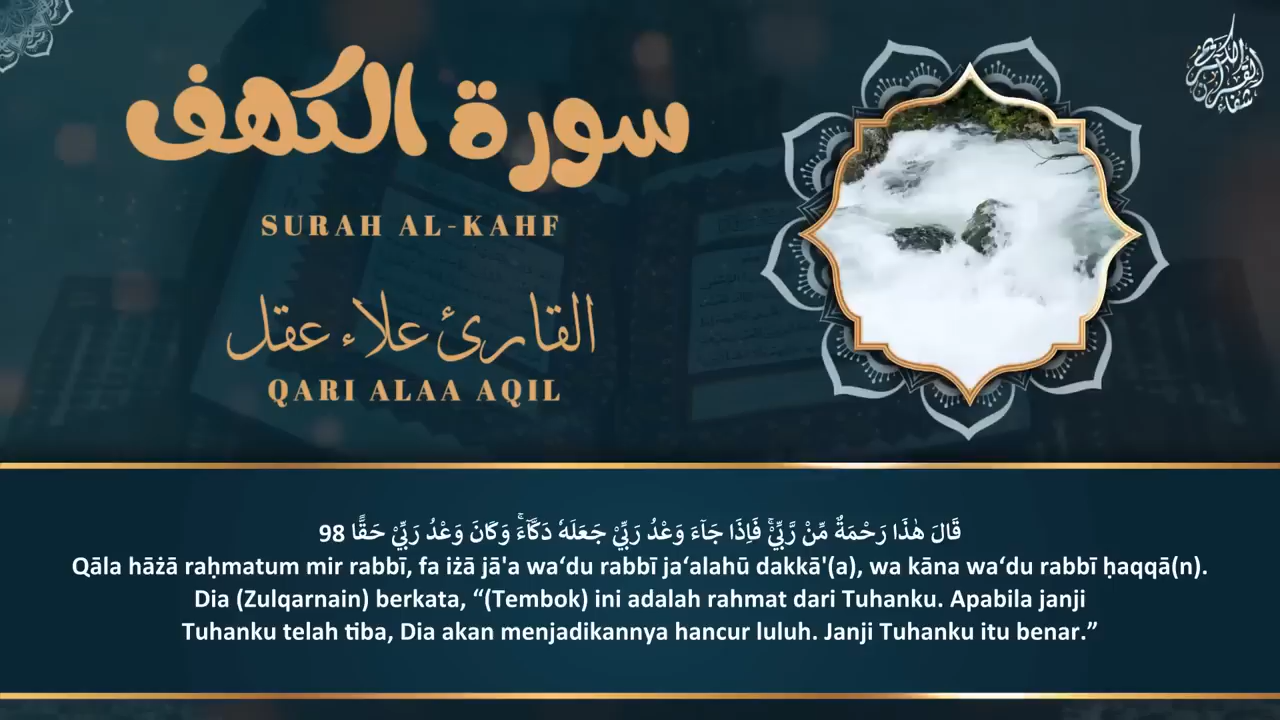 سورة الكهف
SURAH AL-KAHF
القارئ علاء عقل
QARI ALAA AQIL
القرآن الكريم شفاء
قَالَ هٰذَا رَحْمَةٌ مِّنْ رَّبِّيْۚ فَاِذَا جَاۤءَ وَعْدُ رَبِّيْ جَعَلَهٗ دَكَّاۤءَۚ وَكَانَ وَعْدُ رَبِّيْ حَقًّا 98
Qāla hāżā raḥmatum mir rabbī, fa iżā jā'a wa‘du rabbī ja‘alahū dakkā'(a), wa kāna wa‘du rabbī ḥaqqā(n).
Dia (Zulqarnain) berkata, “(Tembok) ini adalah rahmat dari Tuhanku. Apabila janji
Tuhanku telah tiba, Dia akan menjadikannya hancur luluh. Janji Tuhanku itu benar.”